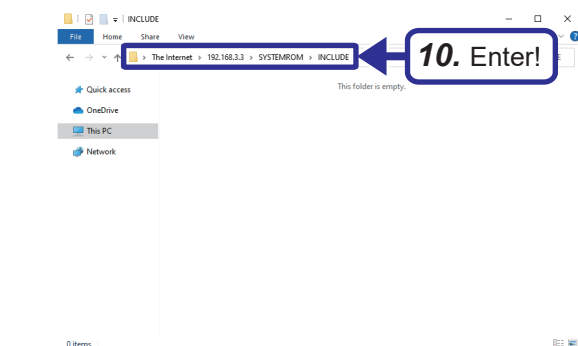 INCLUDE
File Home Share View
> The Internet > 192.168.3.3 > SYSTEMROM > INCLUDE
10. Enter!
This folder is empty.
Quick access
OneDrive
This PC
Network
0 items